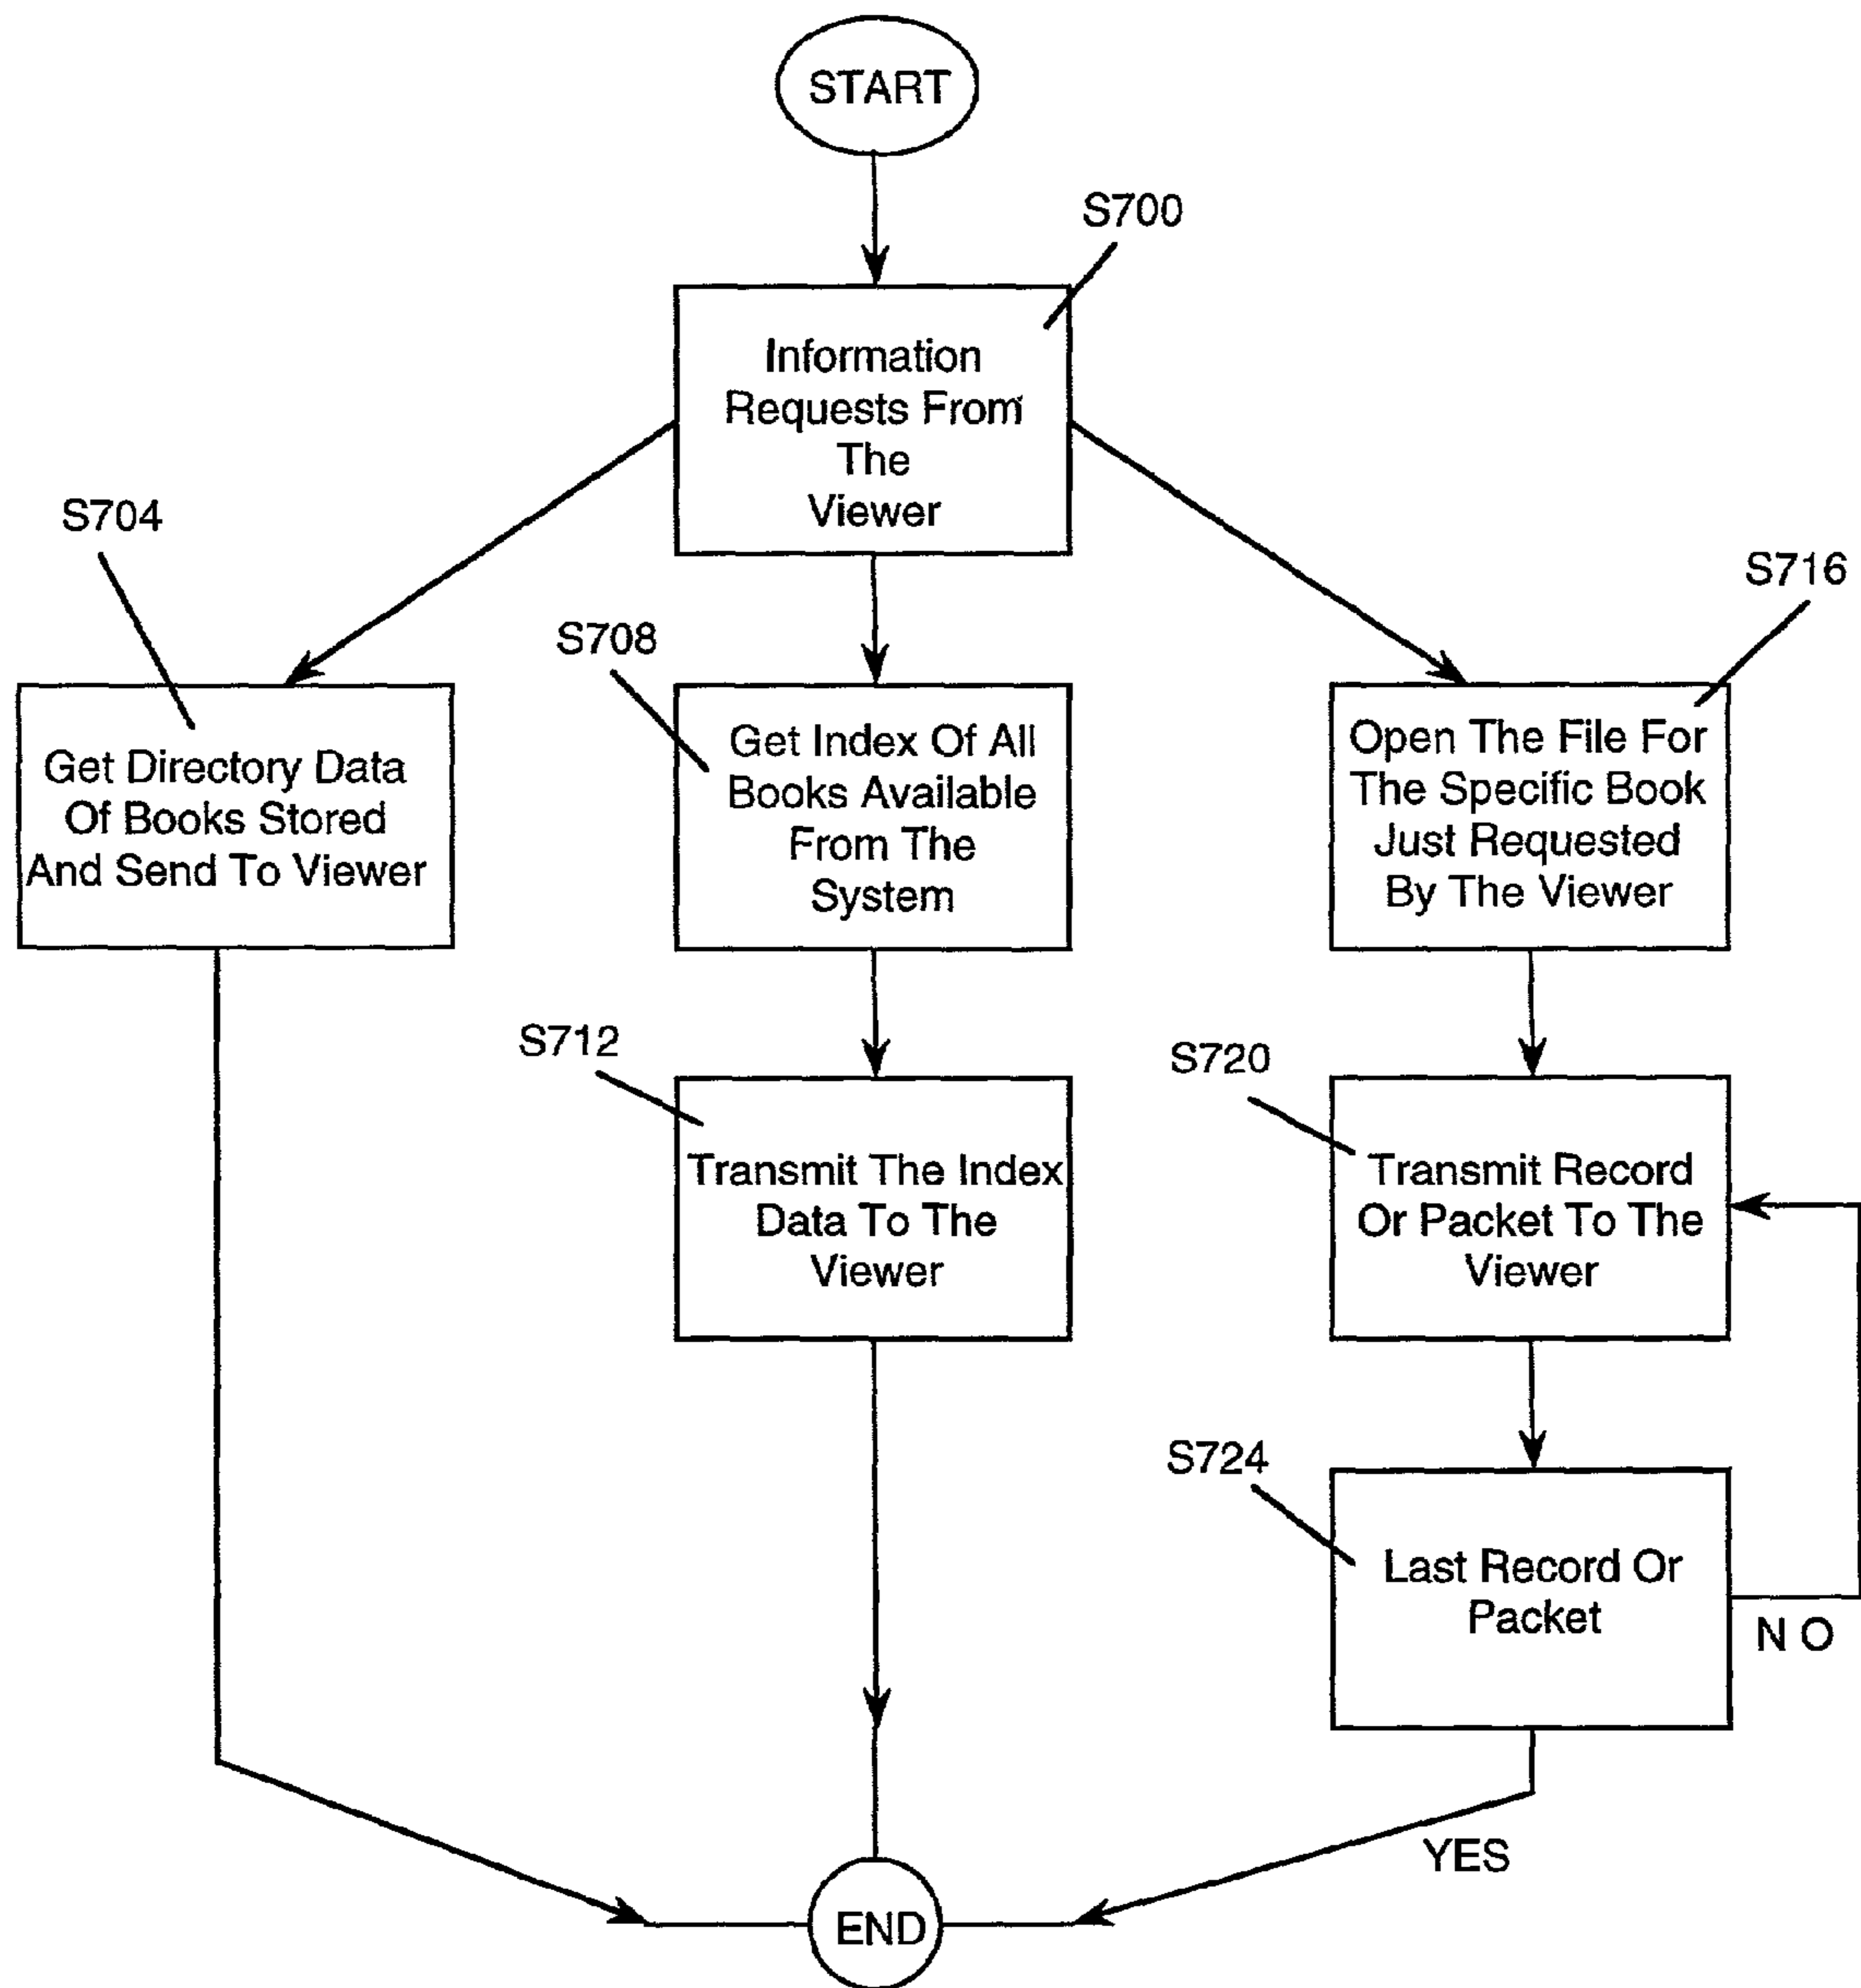 START
S700
Information
Requests From
The
Viewer
S704
Get Directory Data
Of Books Stored
And Send To Viewer
S708
Get Index Of All
Books Available
From The
System
S716
Open The File For
The Specific Book
Just Requested
By The Viewer
S712
Transmit The Index
Data To The
Viewer
S720
Transmit Record
Or Packet To The
Viewer
S724
Last Record Or
Packet
N O
YES
END